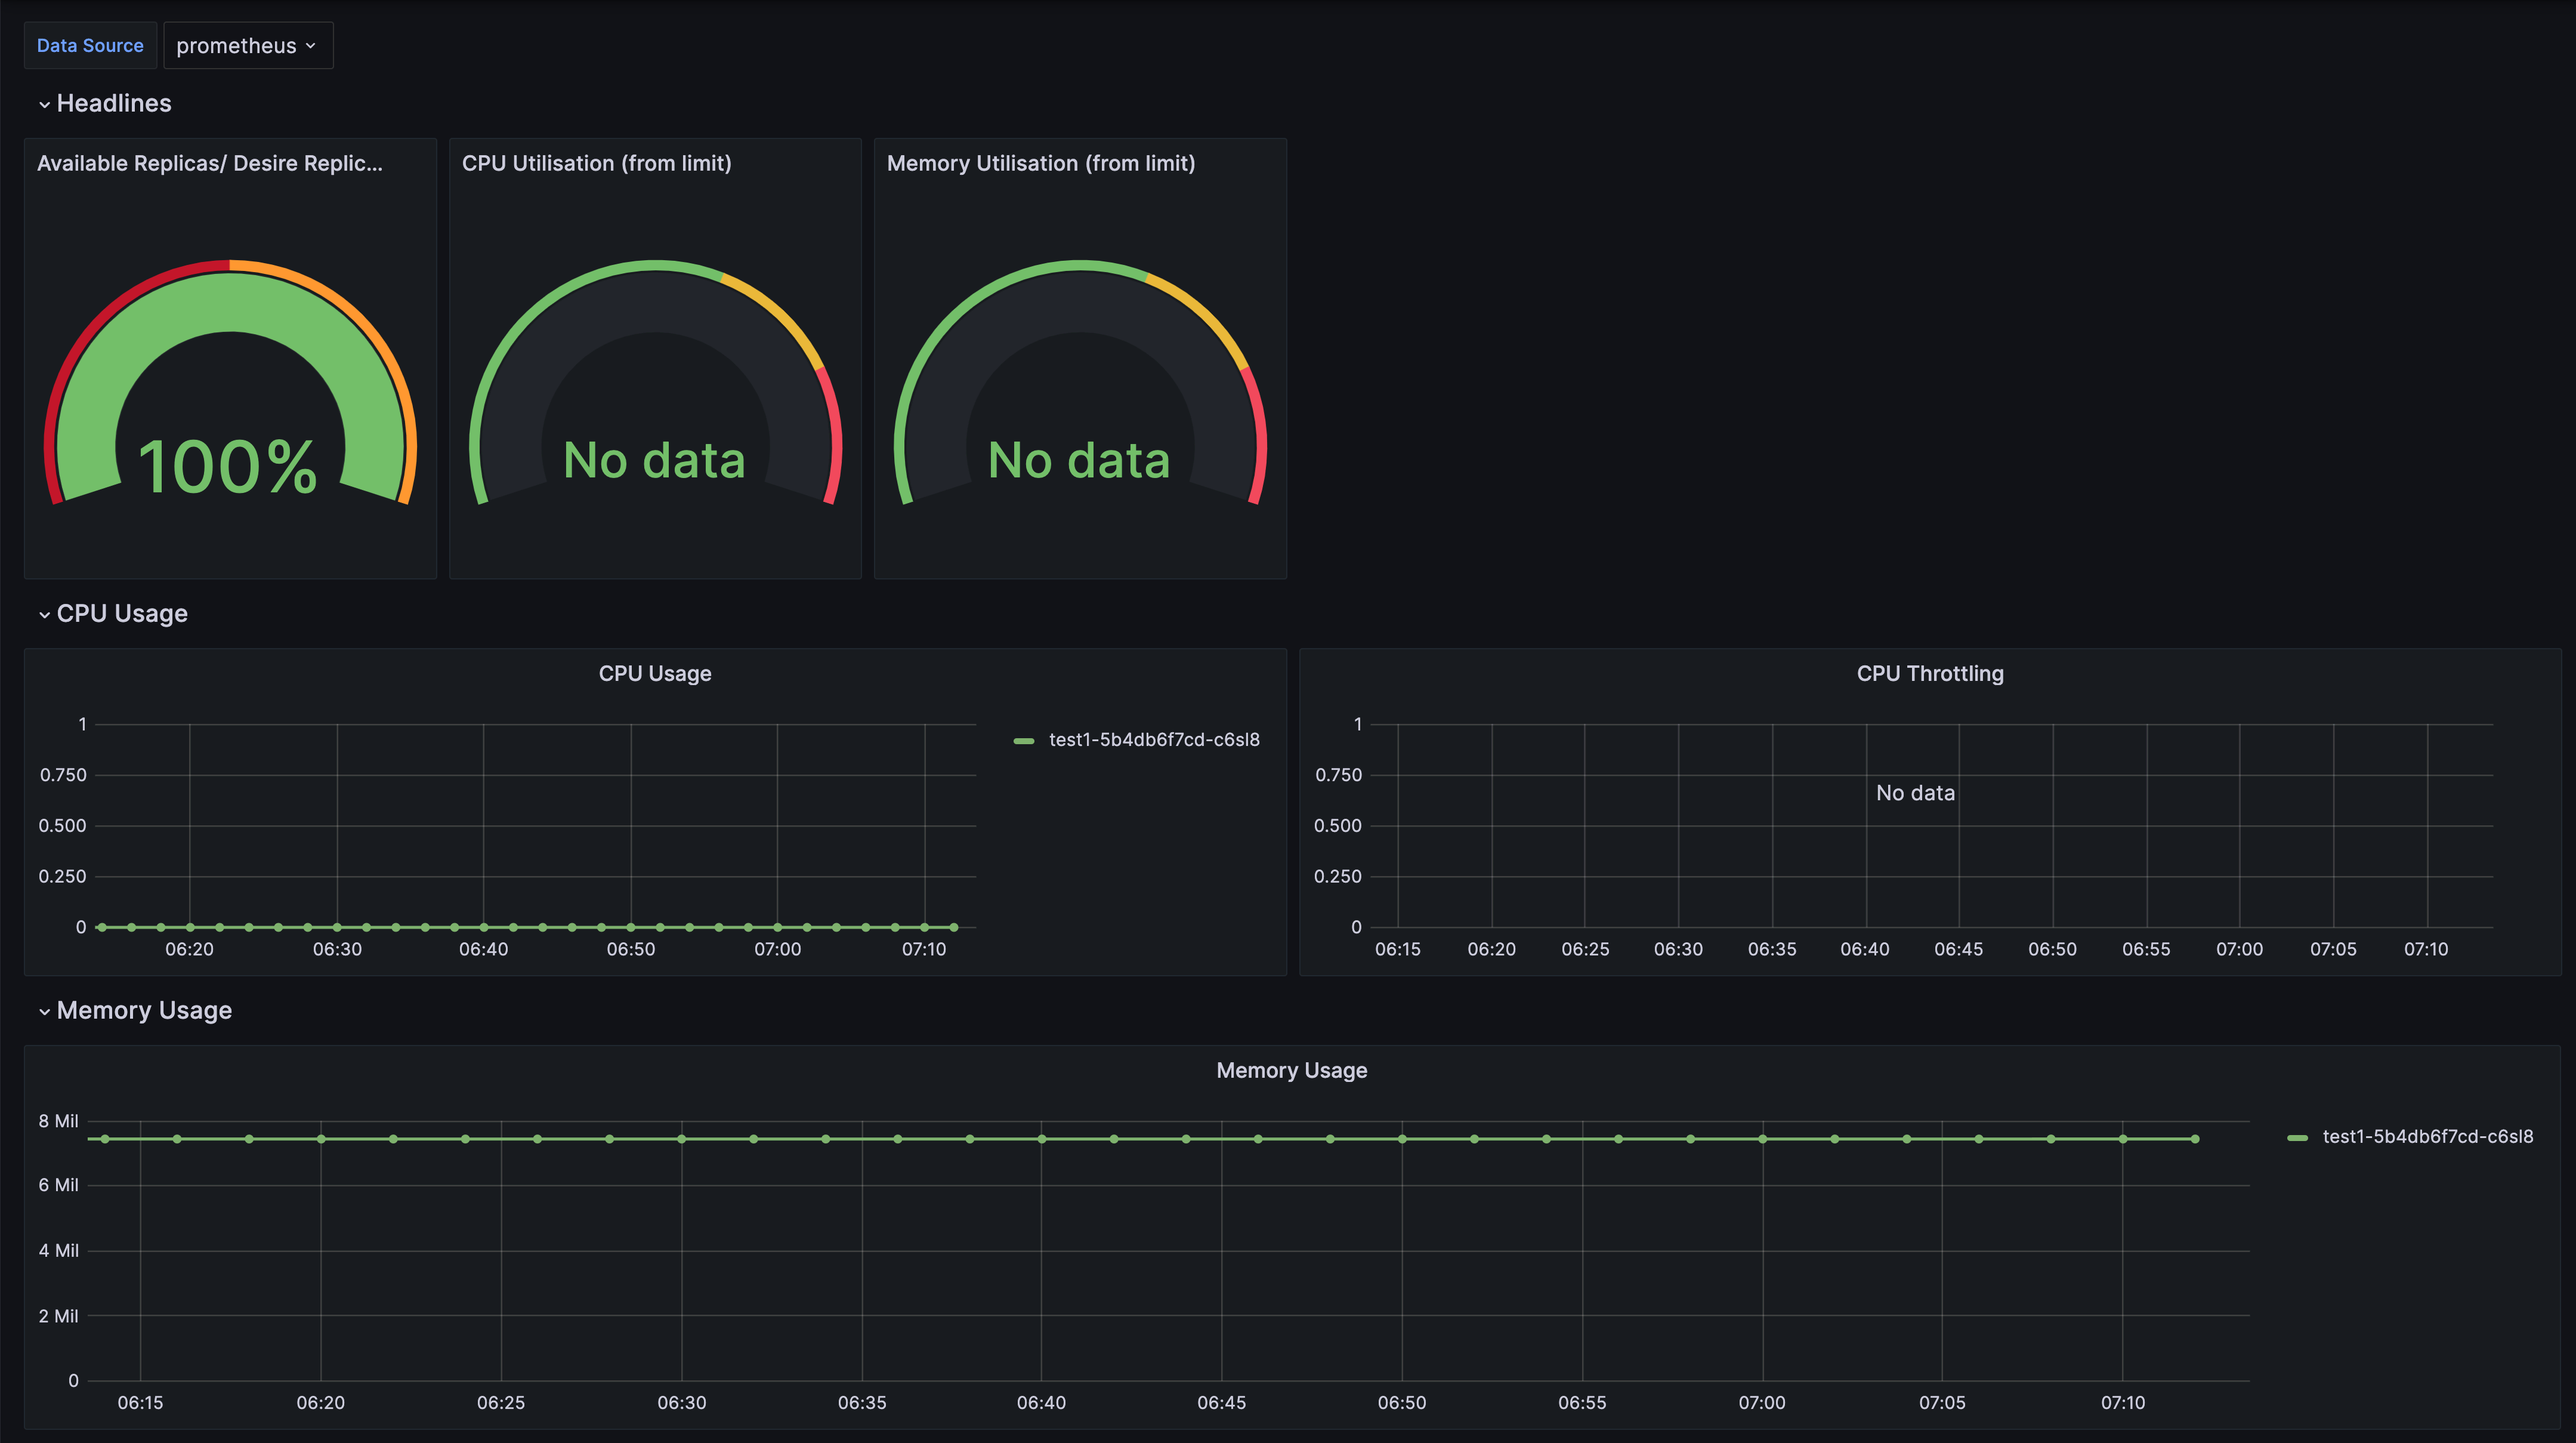 Data Source
prometheus
Headlines
Available Replicas/ Desire Replic...
CPU Utilisation (from limit)
Memory Utilisation (from limit)
100%
No data
No data
CPU Usage
CPU Usage
1
0.750
0.500
0.250
0
06:20 06:30 06:40 06:50 07:00 07:10
test1-5b4db6f7cd-c6sl8
CPU Throttling
1
0.750
0.500
0.250
0
No data
06:15 06:20 06:25 06:30 06:35 06:40 06:45 06:50 06:55 07:00 07:05 07:10
Memory Usage
Memory Usage
8 Mil
6 Mil
4 Mil
2 Mil
0
06:15 06:20 06:25 06:30 06:35 06:40 06:45 06:50 06:55 07:00 07:05 07:10
test1-5b4db6f7cd-c6sl8